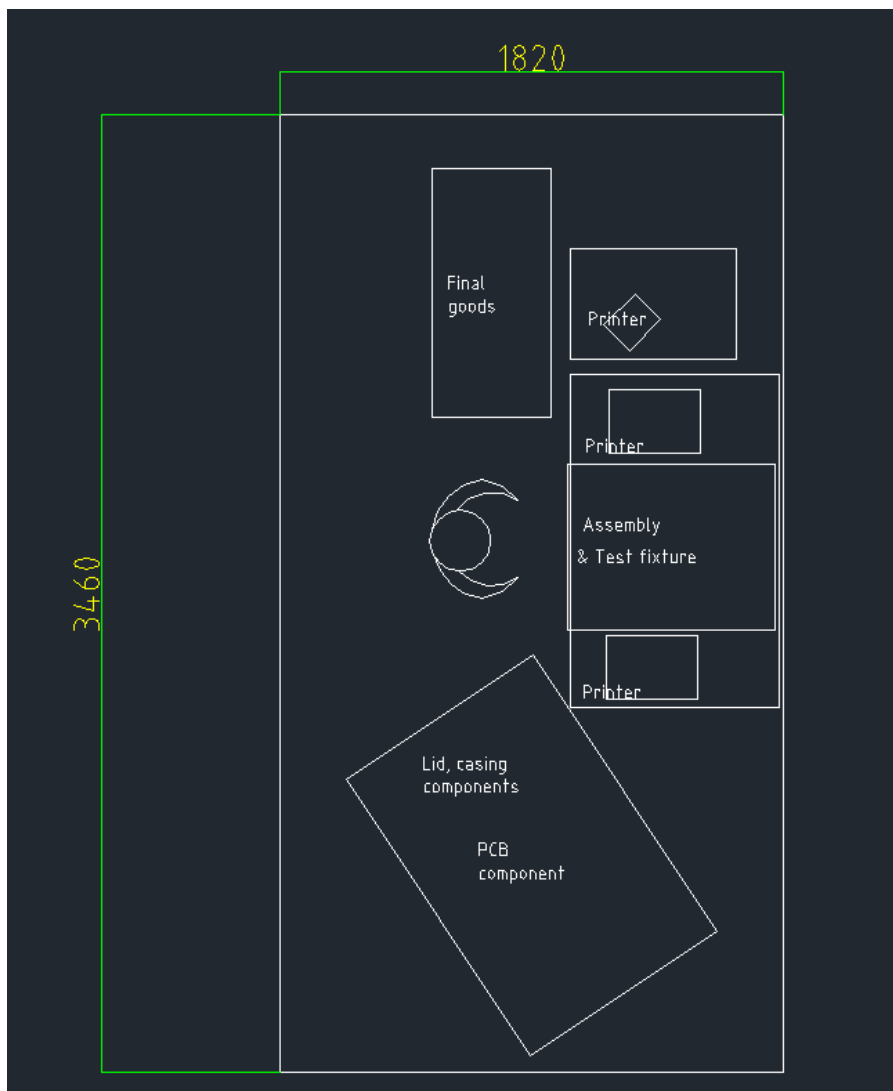 1820
Final
goods
Printer
Printer
Assembly
& Test fixture
3460
Printer
Lid, casing
components
PCB
component